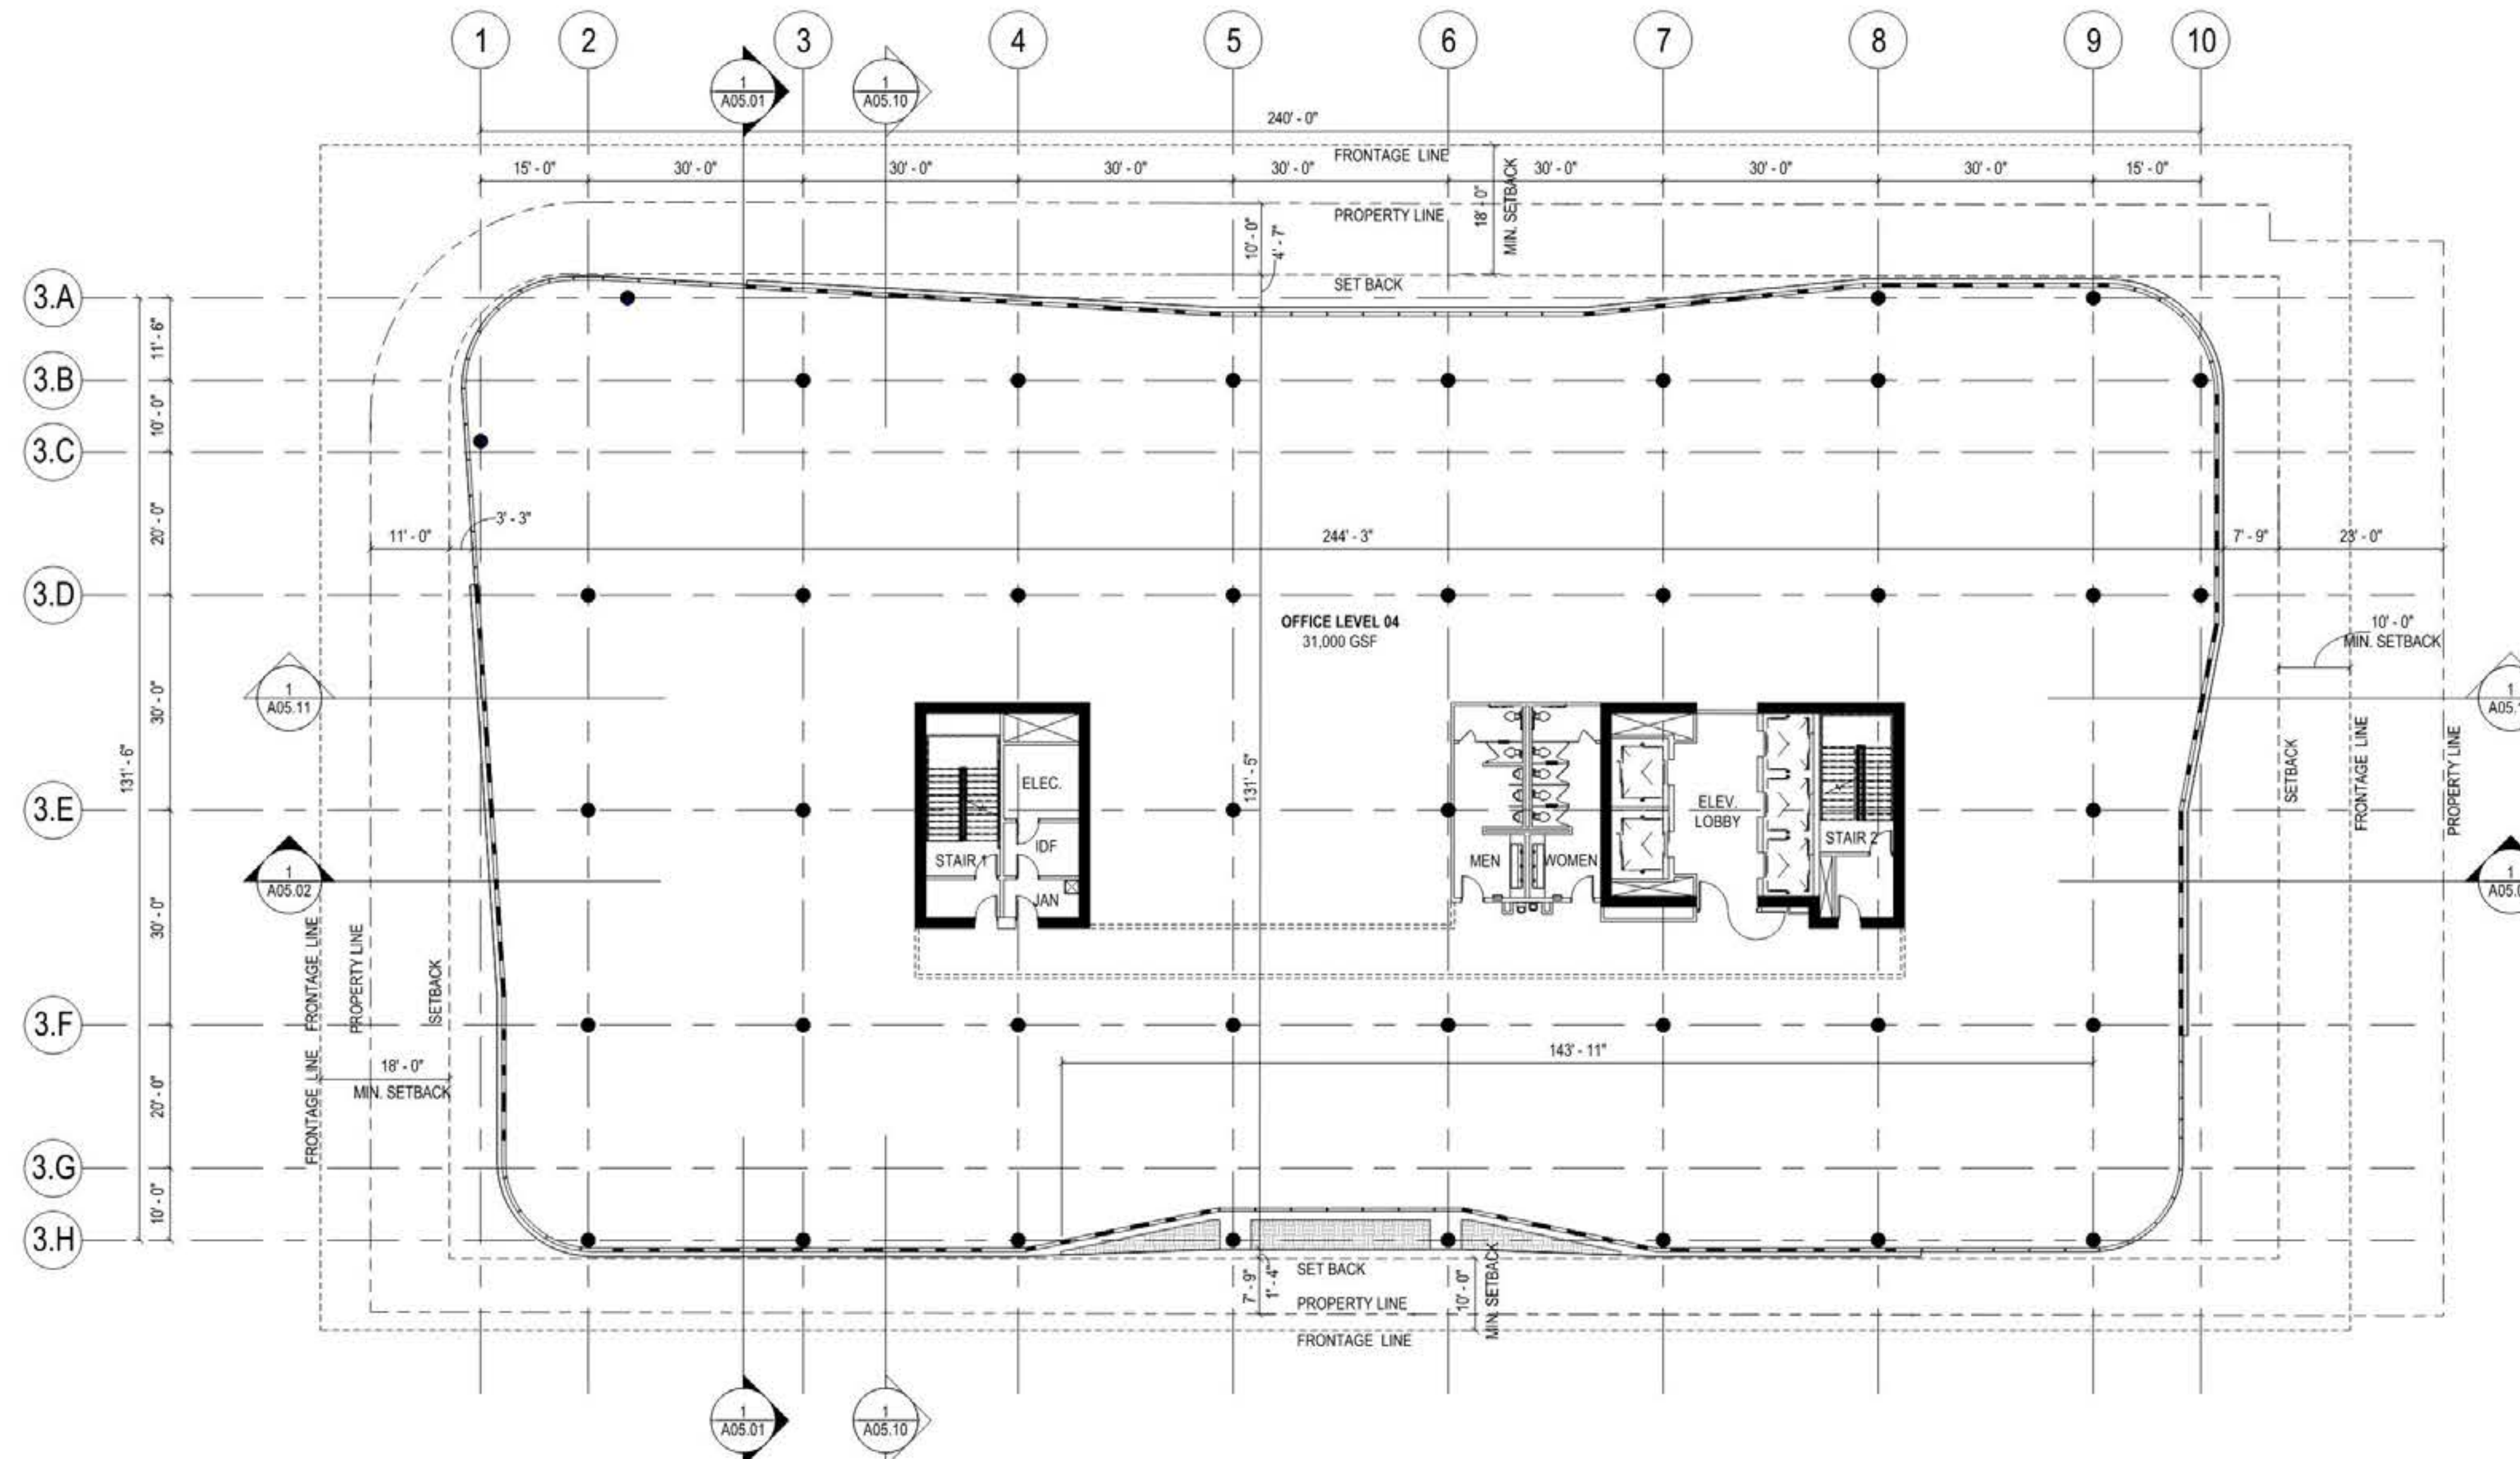 1
2
3
4
5
6
7
8
9
10
1
A05.01
1
A05.10
240' - 0"
FRONTAGE LINE
15' - 0"
30' - 0"
30' - 0"
30' - 0"
30' - 0"
30' - 0"
30' - 0"
30' - 0"
15' - 0"
18' - 0"
MIN. SETBACK
PROPERTY LINE
10' - 0"
4' - 7"
SET BACK
3.A
11' - 6"
3.B
10' - 0"
3.C
20' - 0"
3.D
30' - 0"
3.E
30' - 0"
3.F
20' - 0"
3.G
10' - 0"
3.H
131' - 6"
11' - 0"
3' - 3"
244' - 3"
7' - 9"
23' - 0"
OFFICE LEVEL 04
31,000 GSF
10' - 0"
MIN. SETBACK
1
A05.11
1
A05.02
1
1
ELEC.
IDF
STAIR 1
JAN
131' - 5"
MEN
WOMEN
ELEV.
LOBBY
STAIR 2
SETBACK
FRONTAGE LINE
PROPERTY LINE
FRONTAGE LINE
FRONTAGE LINE
PROPERTY LINE
SETBACK
18' - 0"
MIN. SETBACK
143' - 11"
SET BACK
7' - 9"
1' - 4"
PROPERTY LINE
10' - 0"
MIN. SETBACK
FRONTAGE LINE
1
A05.01
1
A05.10